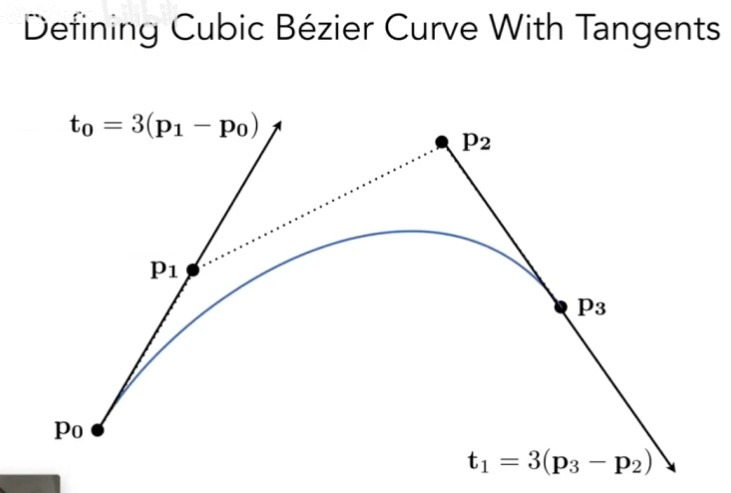 Defining Cubic Bézier Curve With Tangents
t₀ = 3(p₁ − p₀)
p₂
p₁
p₃
p₀
t₁ = 3(p₃ − p₂)